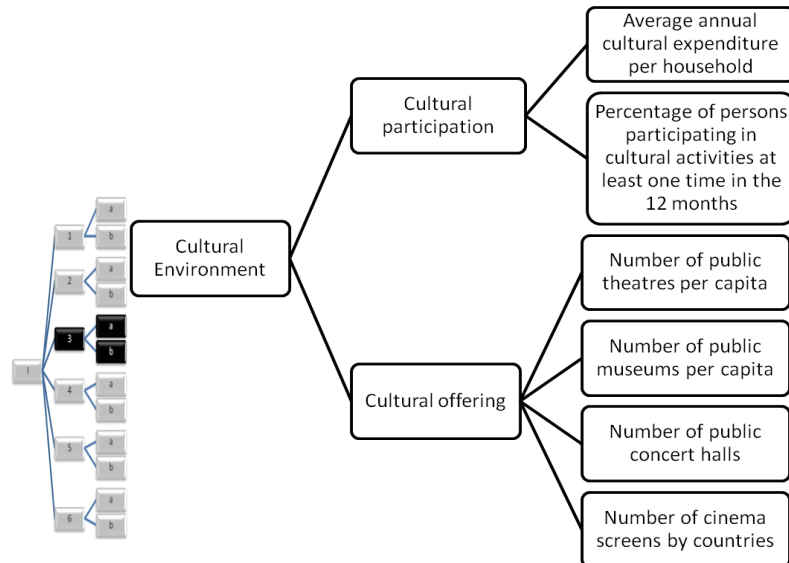 Average annual
cultural expenditure
per household
Cultural
participation
Percentage of persons
participating in
cultural activities at
least one time in the
12 months
Cultural
Environment
Number of public
theatres per capita
Number of public
museums per capita
Cultural offering
Number of public
concert halls
Number of cinema
screens by countries
I
1
a
b
2
a
b
3
a
b
4
a
b
5
a
b
6
a
b